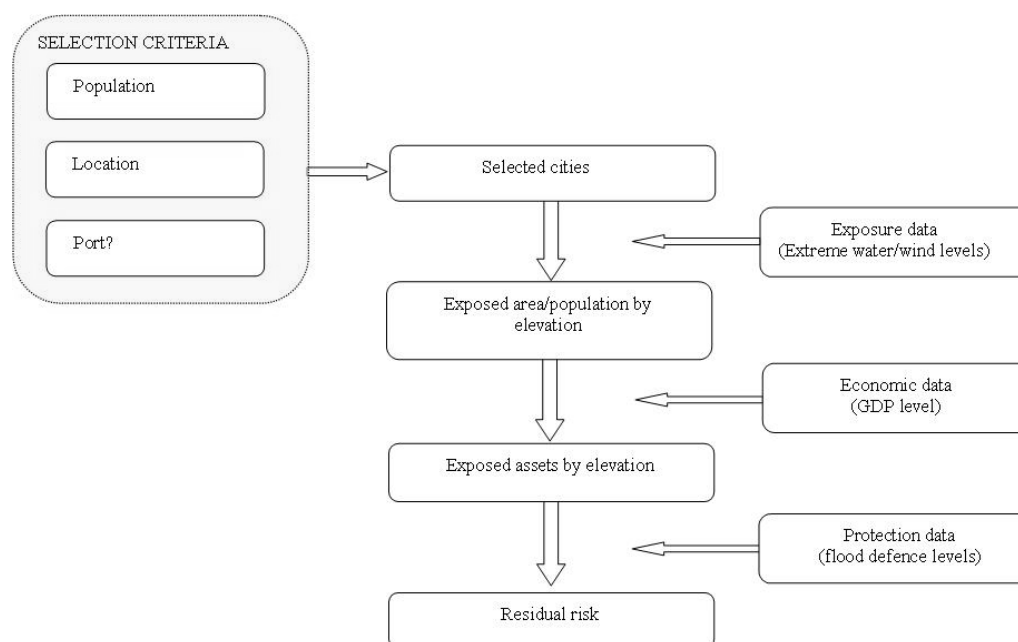 SELECTION CRITERIA
Population
Location
Port?
Selected cities
Exposure data
(Extreme water/wind levels)
Exposed area/population by
elevation
Economic data
(GDP level)
Exposed assets by elevation
Protection data
(flood defence levels)
Residual risk